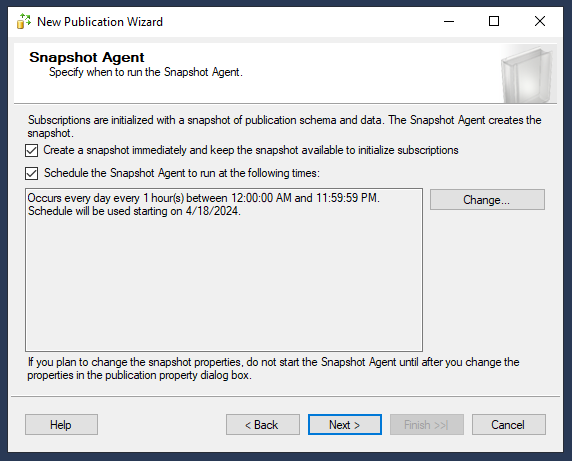 New Publication Wizard
Snapshot Agent
Specify when to run the Snapshot Agent.
Subscriptions are initialized with a snapshot of publication schema and data. The Snapshot Agent creates the
snapshot.
Create a snapshot immediately and keep the snapshot available to initialize subscriptions
Schedule the Snapshot Agent to run at the following times:
Occurs every day every 1 hour(s) between 12:00:00 AM and 11:59:59 PM.
Schedule will be used starting on 4/18/2024.
Change...
If you plan to change the snapshot properties, do not start the Snapshot Agent until after you change the
properties in the publication property dialog box.
Help
< Back
Next >
Finish >>|
Cancel